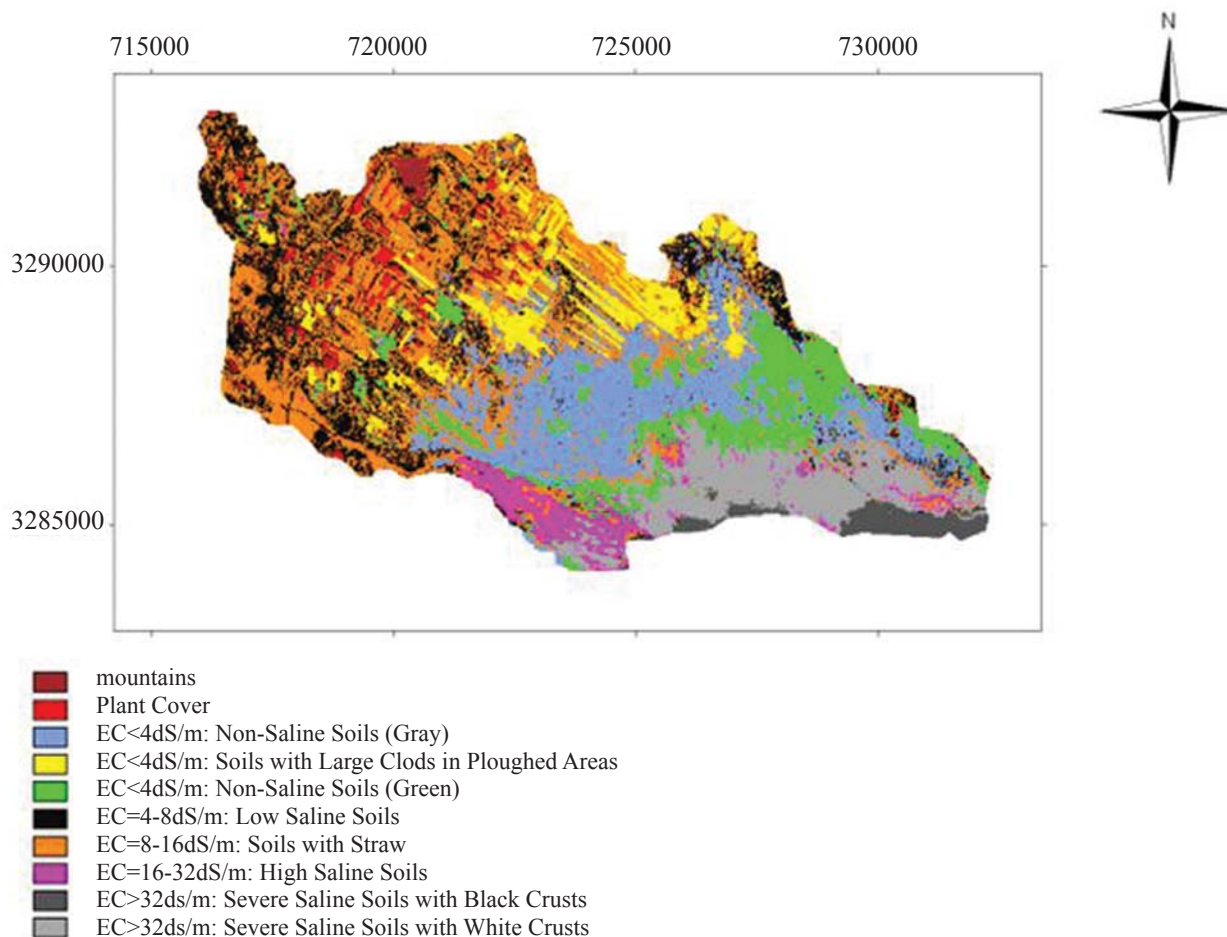 N
715000 720000 725000 730000
3290000
3285000
mountains
Plant Cover
EC<4dS/m: Non-Saline Soils (Gray)
EC<4dS/m: Soils with Large Clods in Ploughed Areas
EC<4dS/m: Non-Saline Soils (Green)
EC=4-8dS/m: Low Saline Soils
EC=8-16dS/m: Soils with Straw
EC=16-32dS/m: High Saline Soils
EC>32ds/m: Severe Saline Soils with Black Crusts
EC>32ds/m: Severe Saline Soils with White Crusts